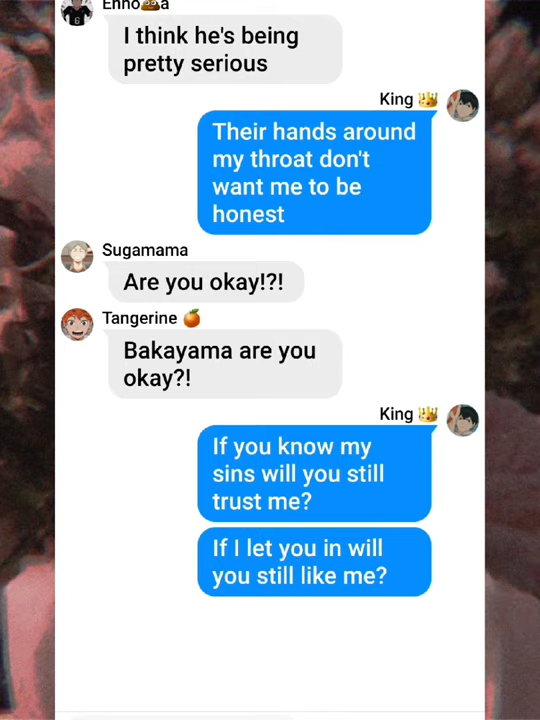 Enno💩a
I think he's being
pretty serious
King 👑
Their hands around
my throat don't
want me to be
honest
Sugamama
Are you okay!?!
Tangerine 🍊
Bakayama are you
okay?!
King 👑
If you know my
sins will you still
trust me?
If I let you in will
you still like me?